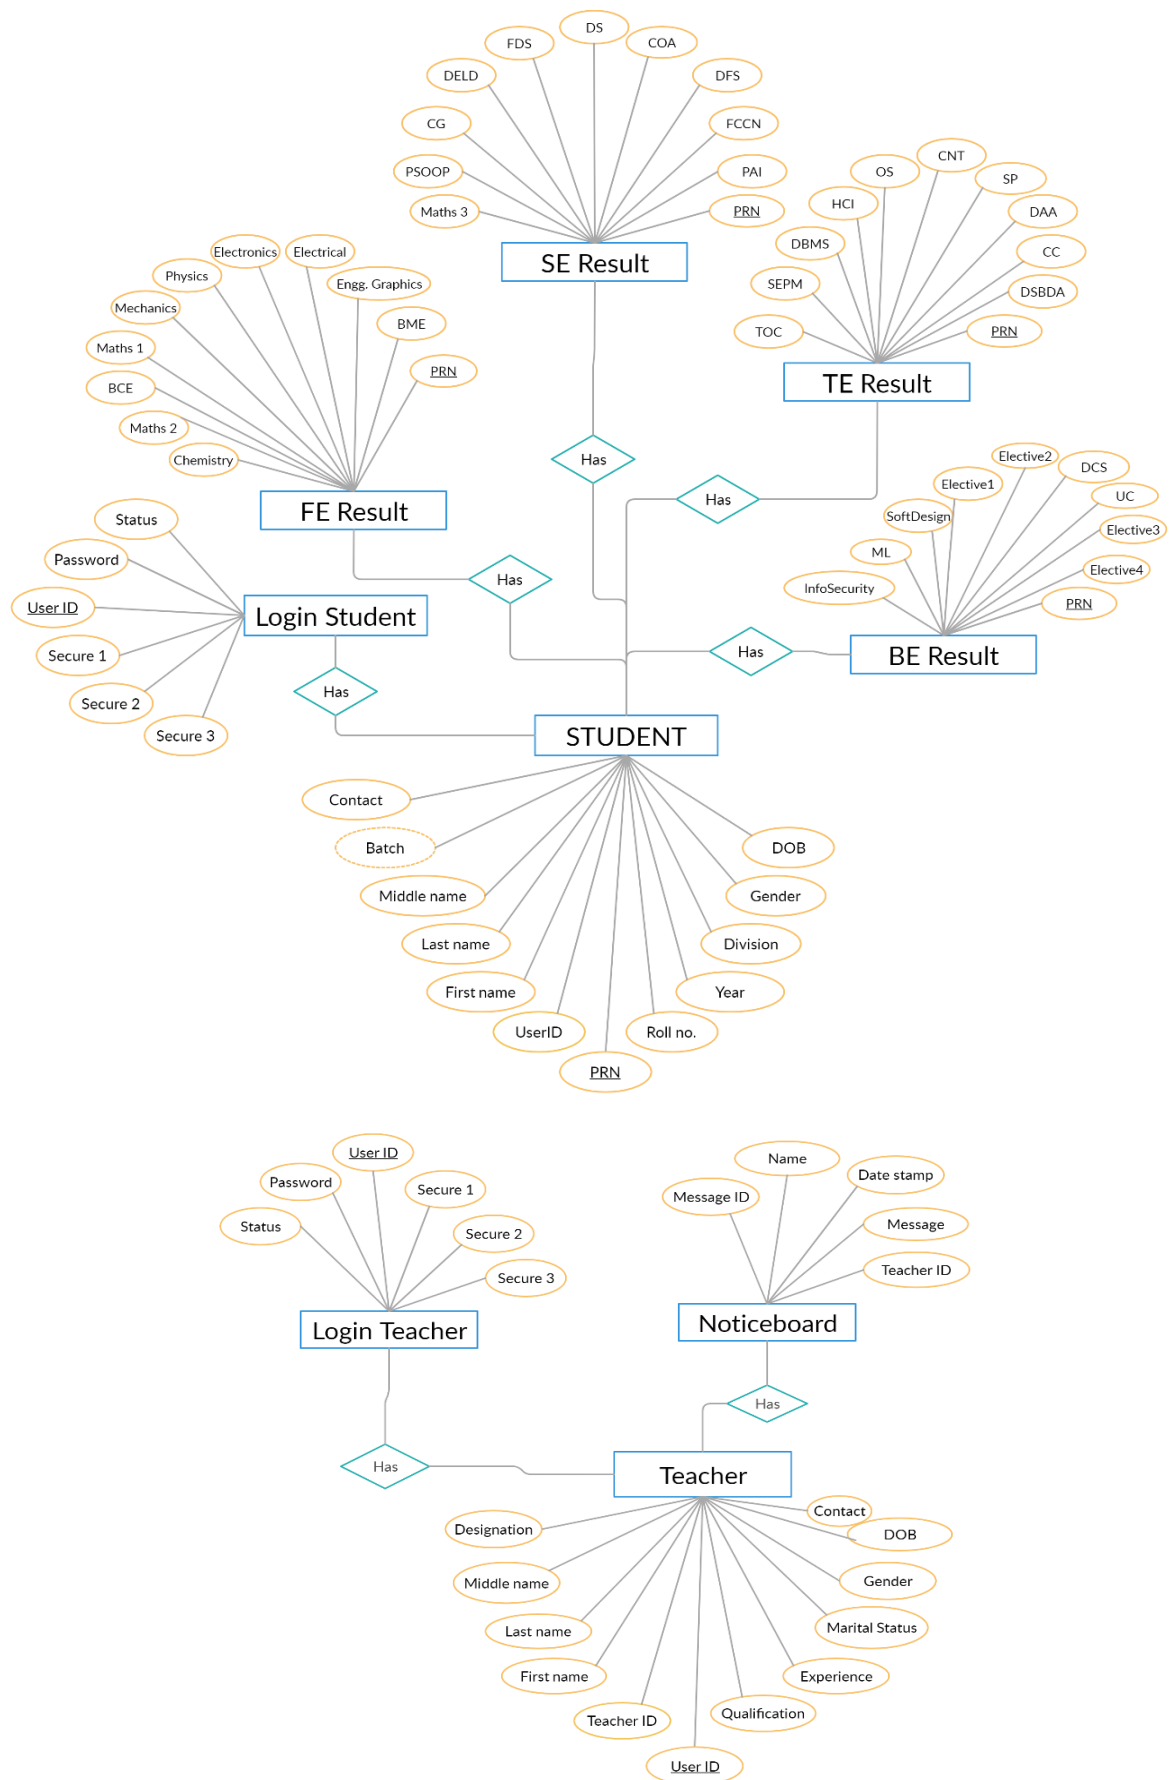 DS
FDS
COA
DELD
DFS
CG
FCCN
PSOOP
PAI
Maths 3
PRN
SE Result
CNT
OS
SP
HCI
DAA
DBMS
CC
SEPM
DSBDA
TOC
PRN
TE Result
Electronics
Electrical
Physics
Engg. Graphics
Mechanics
BME
Maths 1
PRN
BCE
Maths 2
Chemistry
FE Result
Has
Has
Has
Elective2
DCS
Elective1
UC
SoftDesign
Elective3
ML
Elective4
InfoSecurity
PRN
BE Result
Has
Status
Password
User ID
Secure 1
Secure 2
Secure 3
Login Student
Has
STUDENT
Contact
DOB
Batch
Gender
Middle name
Division
Last name
Year
First name
UserID
Roll no.
PRN
User ID
Password
Secure 1
Status
Secure 2
Secure 3
Login Teacher
Name
Date stamp
Message ID
Message
Teacher ID
Noticeboard
Has
Has
Teacher
Contact
Designation
DOB
Middle name
Gender
Last name
Marital Status
First name
Experience
Teacher ID
Qualification
User ID